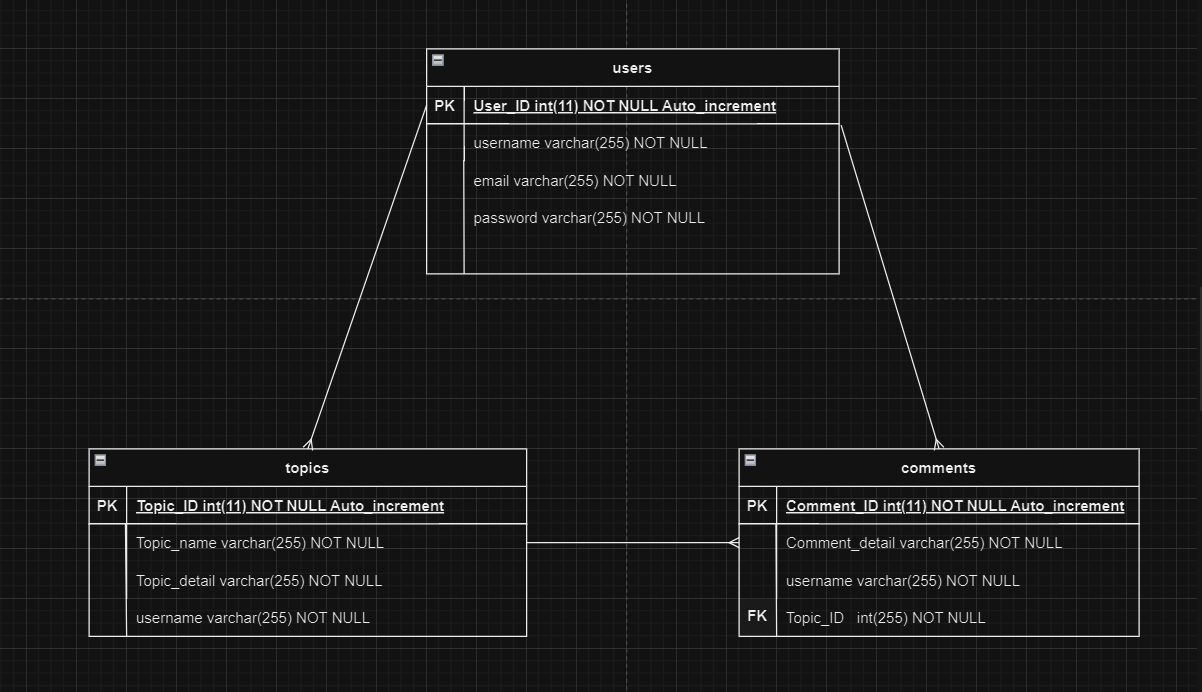 users
PK User_ID int(11) NOT NULL Auto_increment
username varchar(255) NOT NULL
email varchar(255) NOT NULL
password varchar(255) NOT NULL
topics
PK Topic_ID int(11) NOT NULL Auto_increment
Topic_name varchar(255) NOT NULL
Topic_detail varchar(255) NOT NULL
username varchar(255) NOT NULL
comments
PK Comment_ID int(11) NOT NULL Auto_increment
Comment_detail varchar(255) NOT NULL
username varchar(255) NOT NULL
FK Topic_ID int(255) NOT NULL